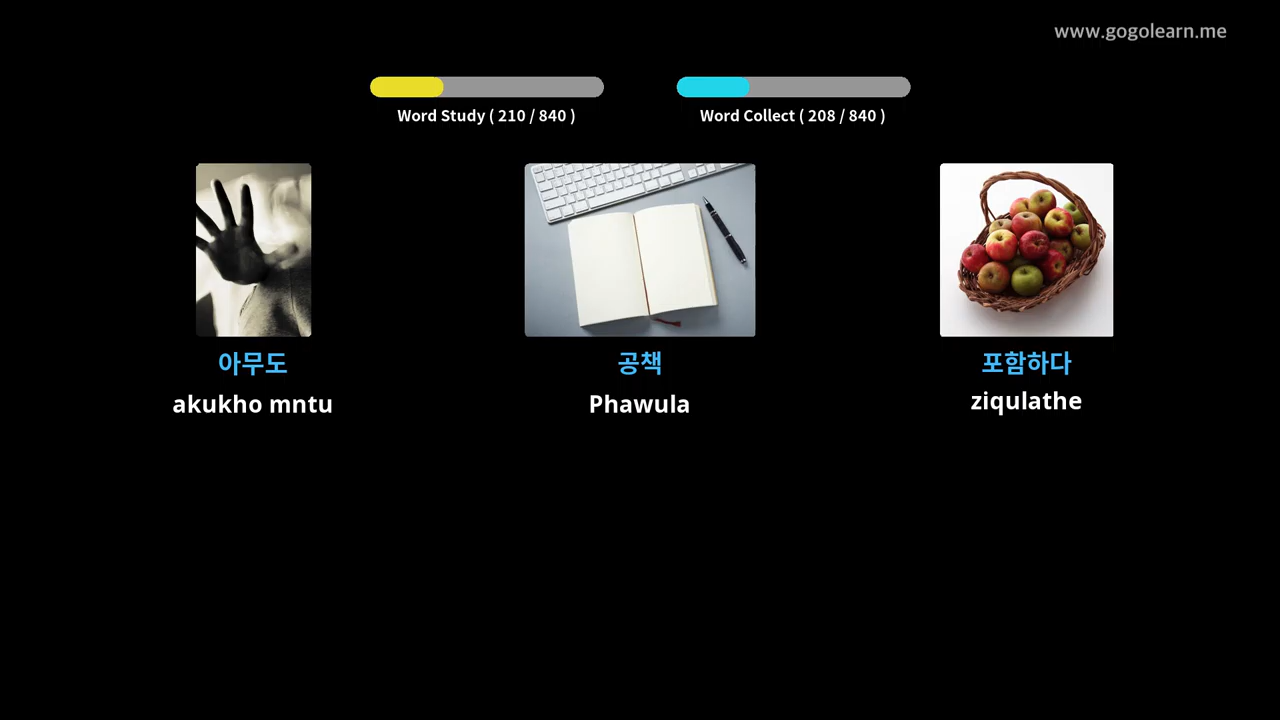 www.gogolearn.me
Word Study ( 210 / 840 )
Word Collect ( 208 / 840 )
아무도
공책
포함하다
akukho mntu
Phawula
ziqulathe